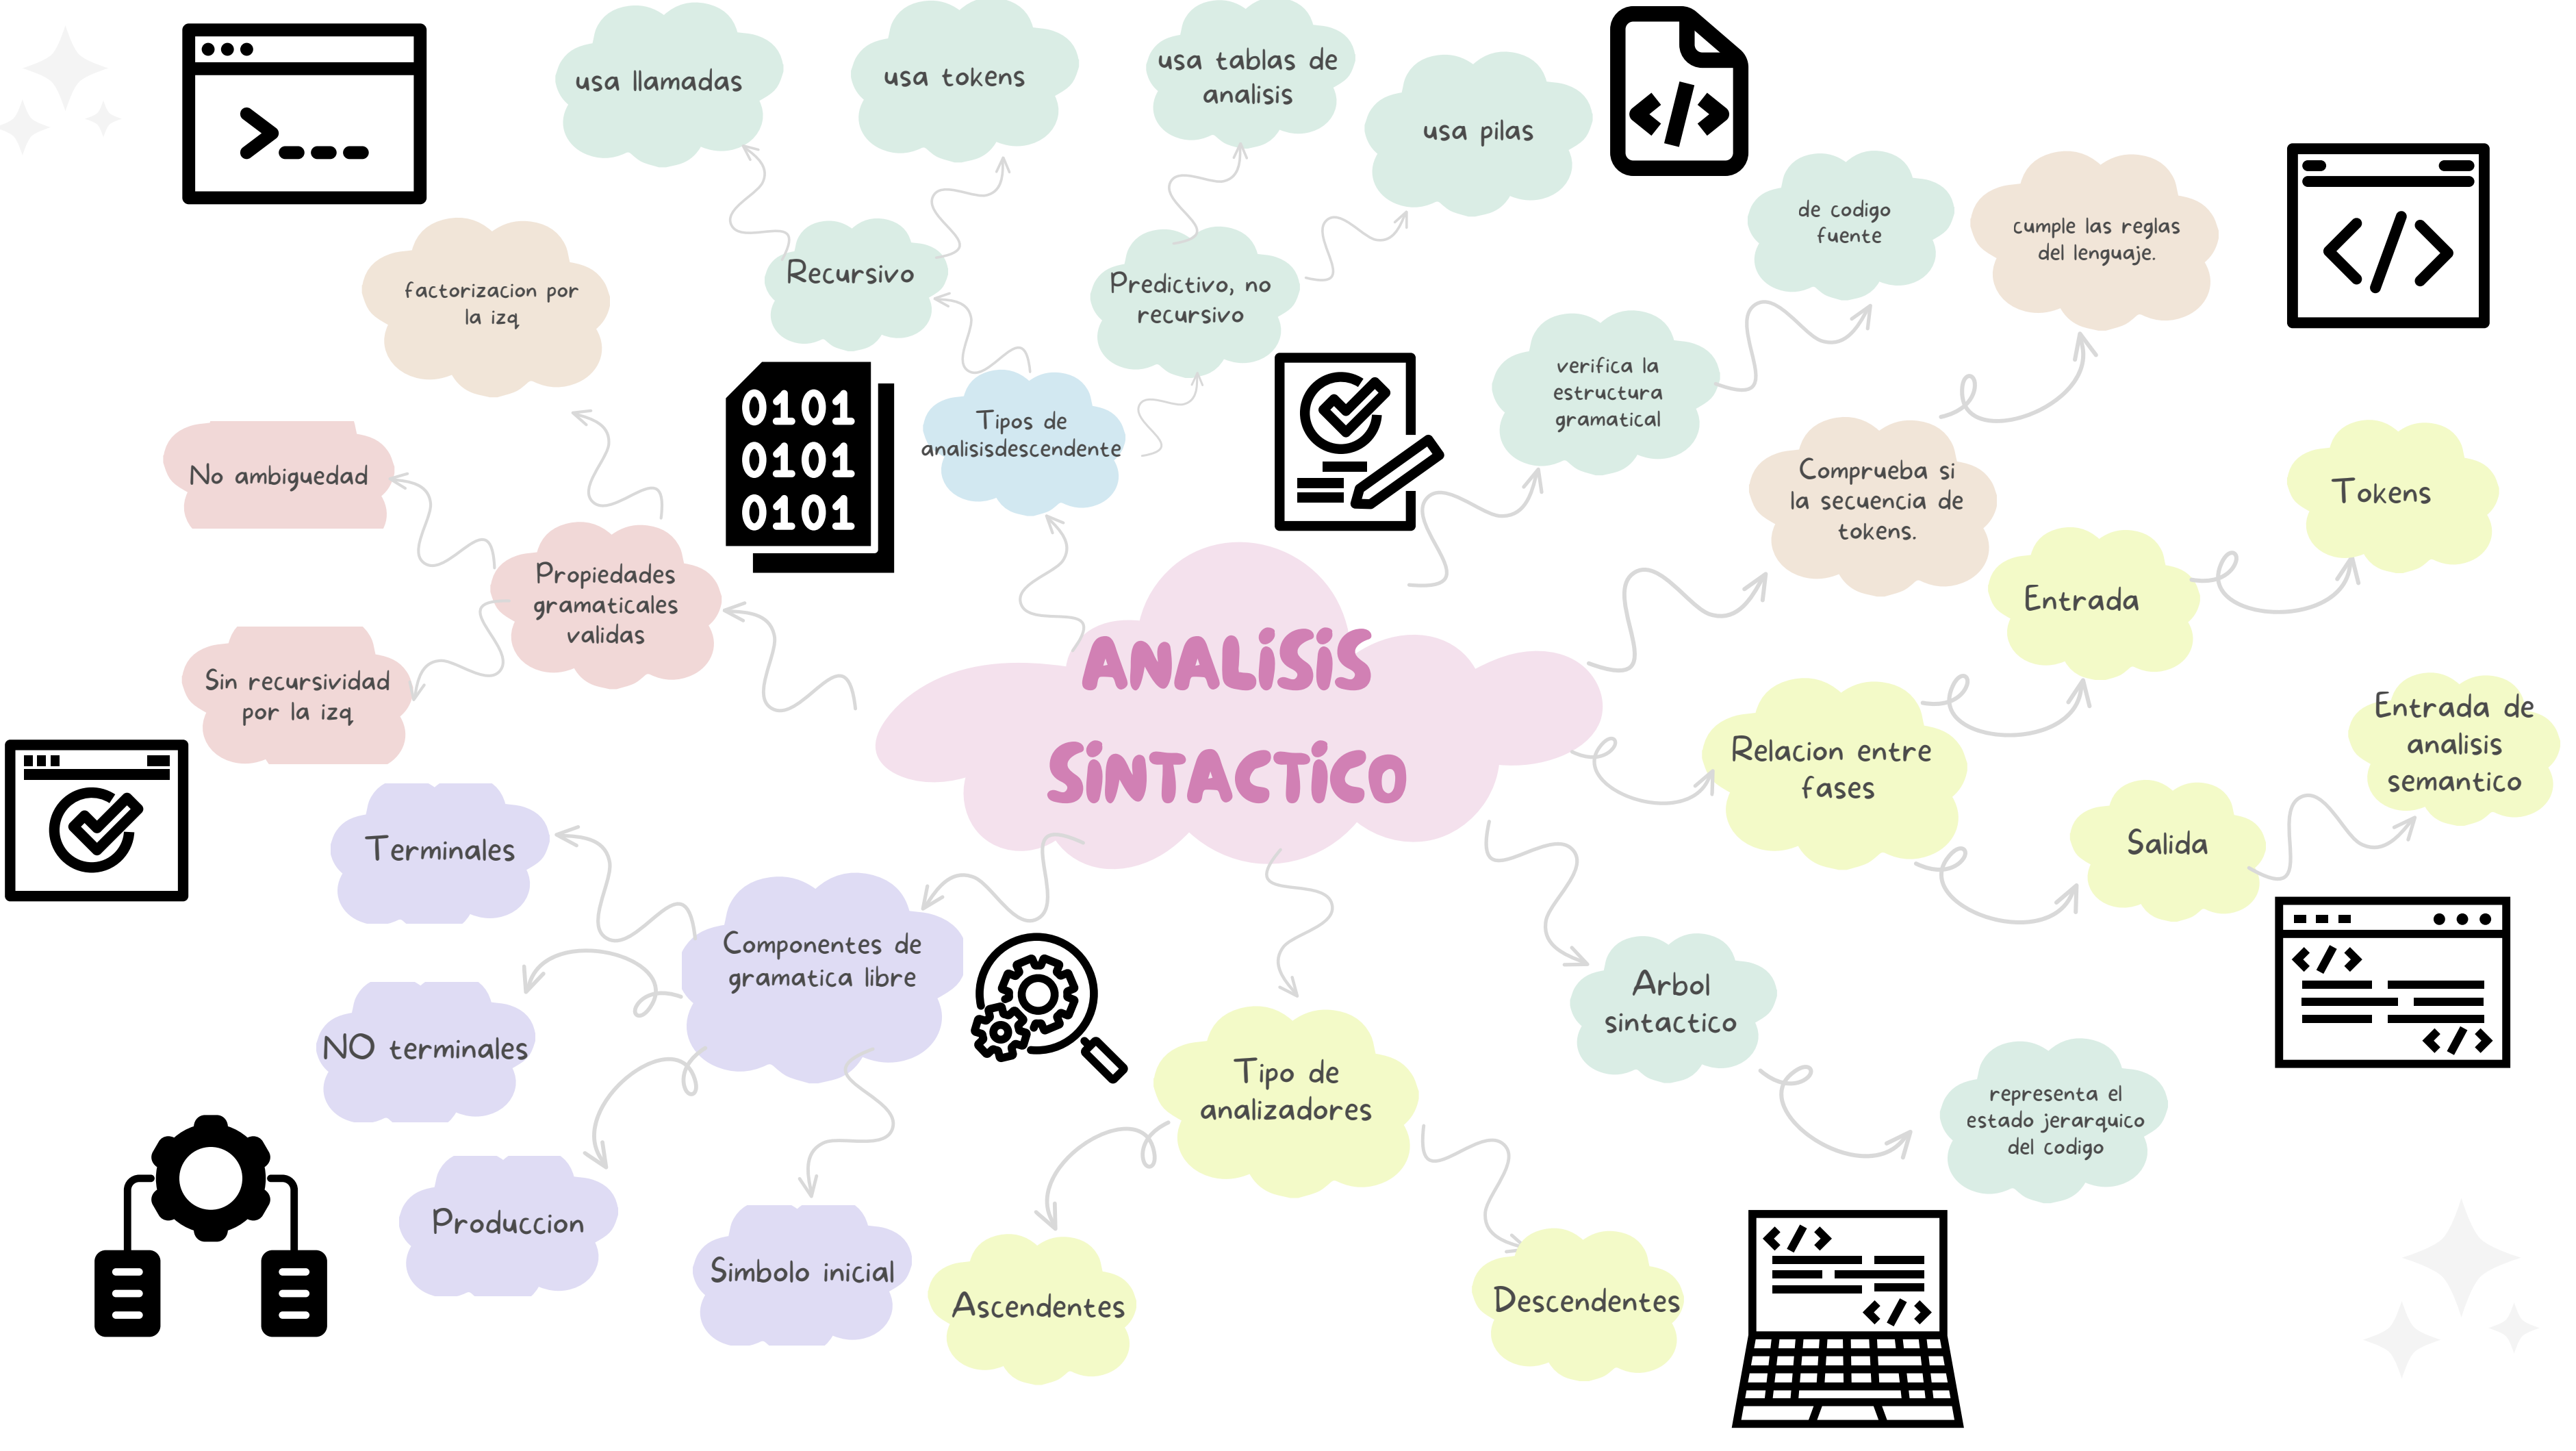 usa llamadas
usa tokens
usa tablas de
analisis
usa pilas
</>
>_ _ _
de codigo
fuente
cumple las reglas
del lenguaje.
</>
factorizacion por
la izq
Recursivo
Predictivo, no
recursivo
verifica la
estructura
gramatical
0101
0101
0101
Tipos de
analisisdescendente
No ambiguedad
Comprueba si
la secuencia de
tokens.
Tokens
Propiedades
gramaticales
validas
Entrada
Sin recursividad
por la izq
ANALISIS
SINTACTICO
Relacion entre
fases
Entrada de
analisis
semantico
Salida
Terminales
Componentes de
gramatica libre
NO terminales
Arbol
sintactico
</>
</>
Tipo de
analizadores
representa el
estado jerarquico
del codigo
Produccion
Simbolo inicial
Ascendentes
Descendentes
</>
</>